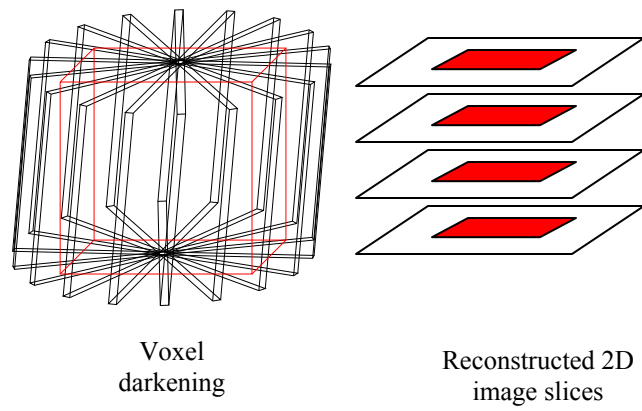 Voxel
darkening
Reconstructed 2D
image slices